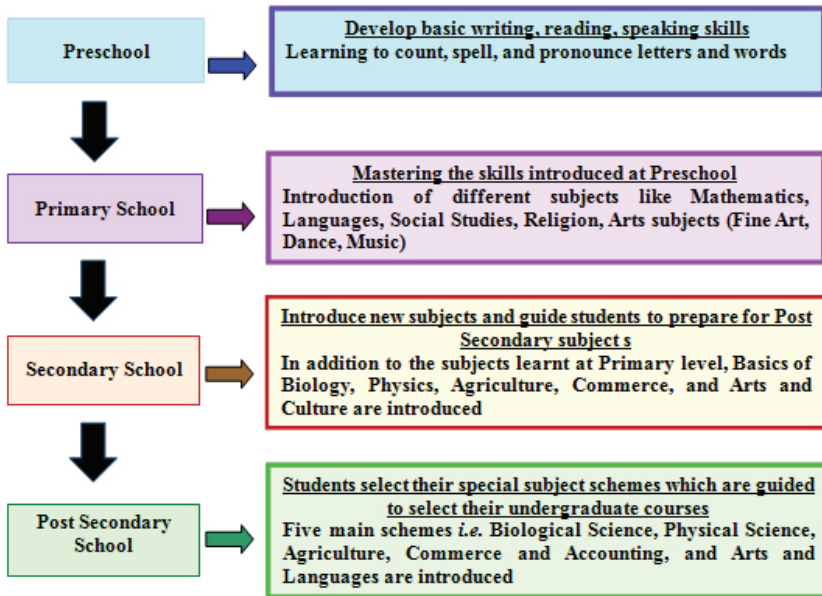 Preschool
Develop basic writing, reading, speaking skills
Learning to count, spell, and pronounce letters and words
Primary School
Mastering the skills introduced at Preschool
Introduction of different subjects like Mathematics,
Languages, Social Studies, Religion, Arts subjects (Fine Art,
Dance, Music)
Secondary School
Introduce new subjects and guide students to prepare for Post
Secondary subject s
In addition to the subjects learnt at Primary level, Basics of
Biology, Physics, Agriculture, Commerce, and Arts and
Culture are introduced
Post Secondary
School
Students select their special subject schemes which are guided
to select their undergraduate courses
Five main schemes i.e. Biological Science, Physical Science,
Agriculture, Commerce and Accounting, and Arts and
Languages are introduced